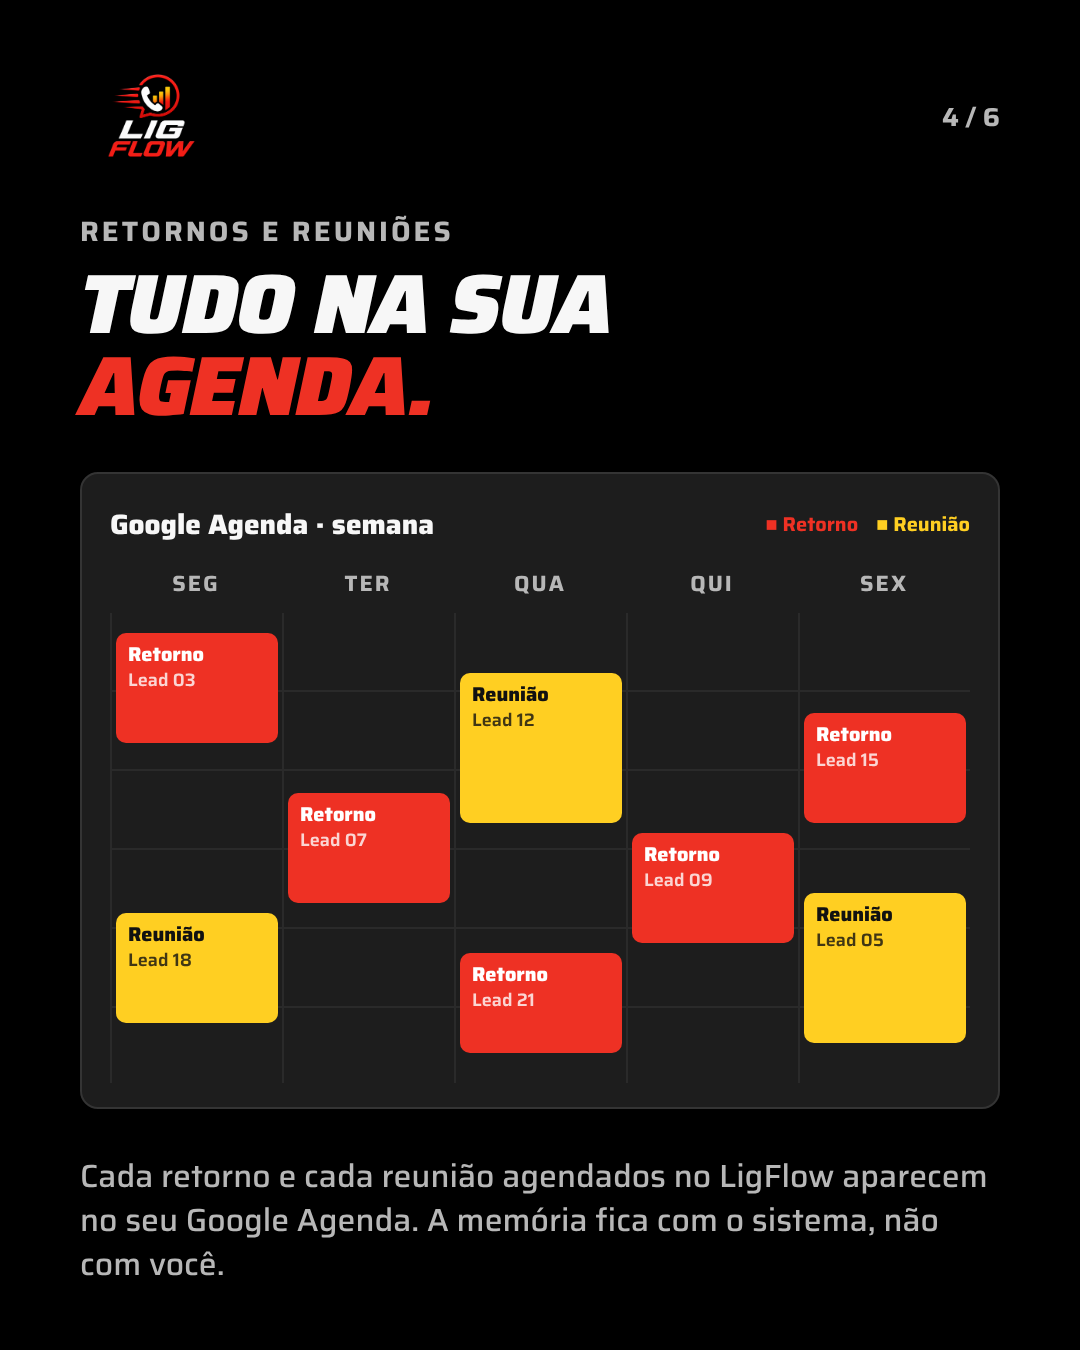 LIG
FLOW
4 / 6
RETORNOS E REUNIÕES
TUDO NA SUA
AGENDA.
Google Agenda · semana
Retorno
Reunião
SEG
TER
QUA
QUI
SEX
Retorno
Lead 03
Reunião
Lead 18
Retorno
Lead 07
Reunião
Lead 12
Retorno
Lead 21
Retorno
Lead 09
Retorno
Lead 15
Reunião
Lead 05
Cada retorno e cada reunião agendados no LigFlow aparecem
no seu Google Agenda. A memória fica com o sistema, não
com você.